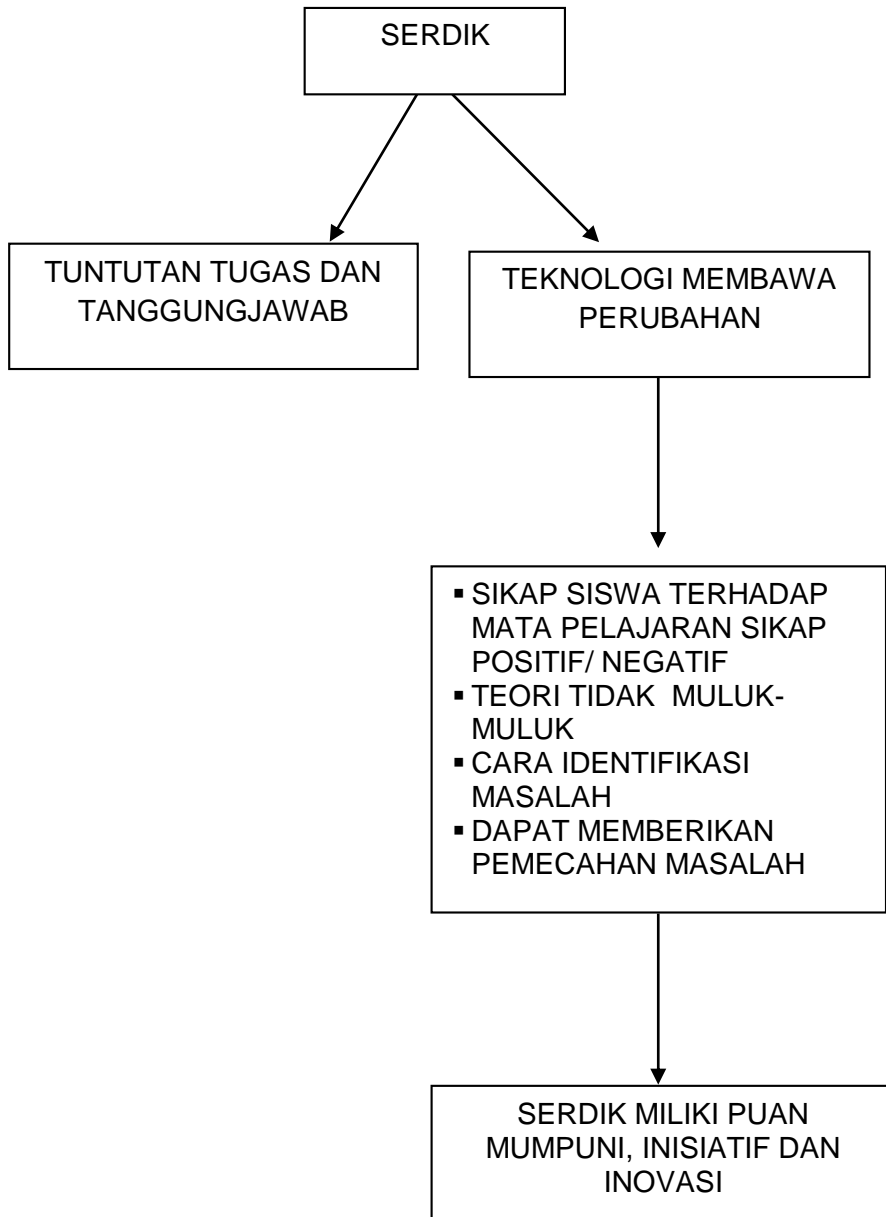 SERDIK
TUNTUTAN TUGAS DAN
TANGGUNGJAWAB
TEKNOLOGI MEMBAWA
PERUBAHAN
▪ SIKAP SISWA TERHADAP
MATA PELAJARAN SIKAP
POSITIF/ NEGATIF
▪ TEORI TIDAK MULUK-
MULUK
▪ CARA IDENTIFIKASI
MASALAH
▪ DAPAT MEMBERIKAN
PEMECAHAN MASALAH
SERDIK MILIKI PUAN
MUMPUNI, INISIATIF DAN
INOVASI